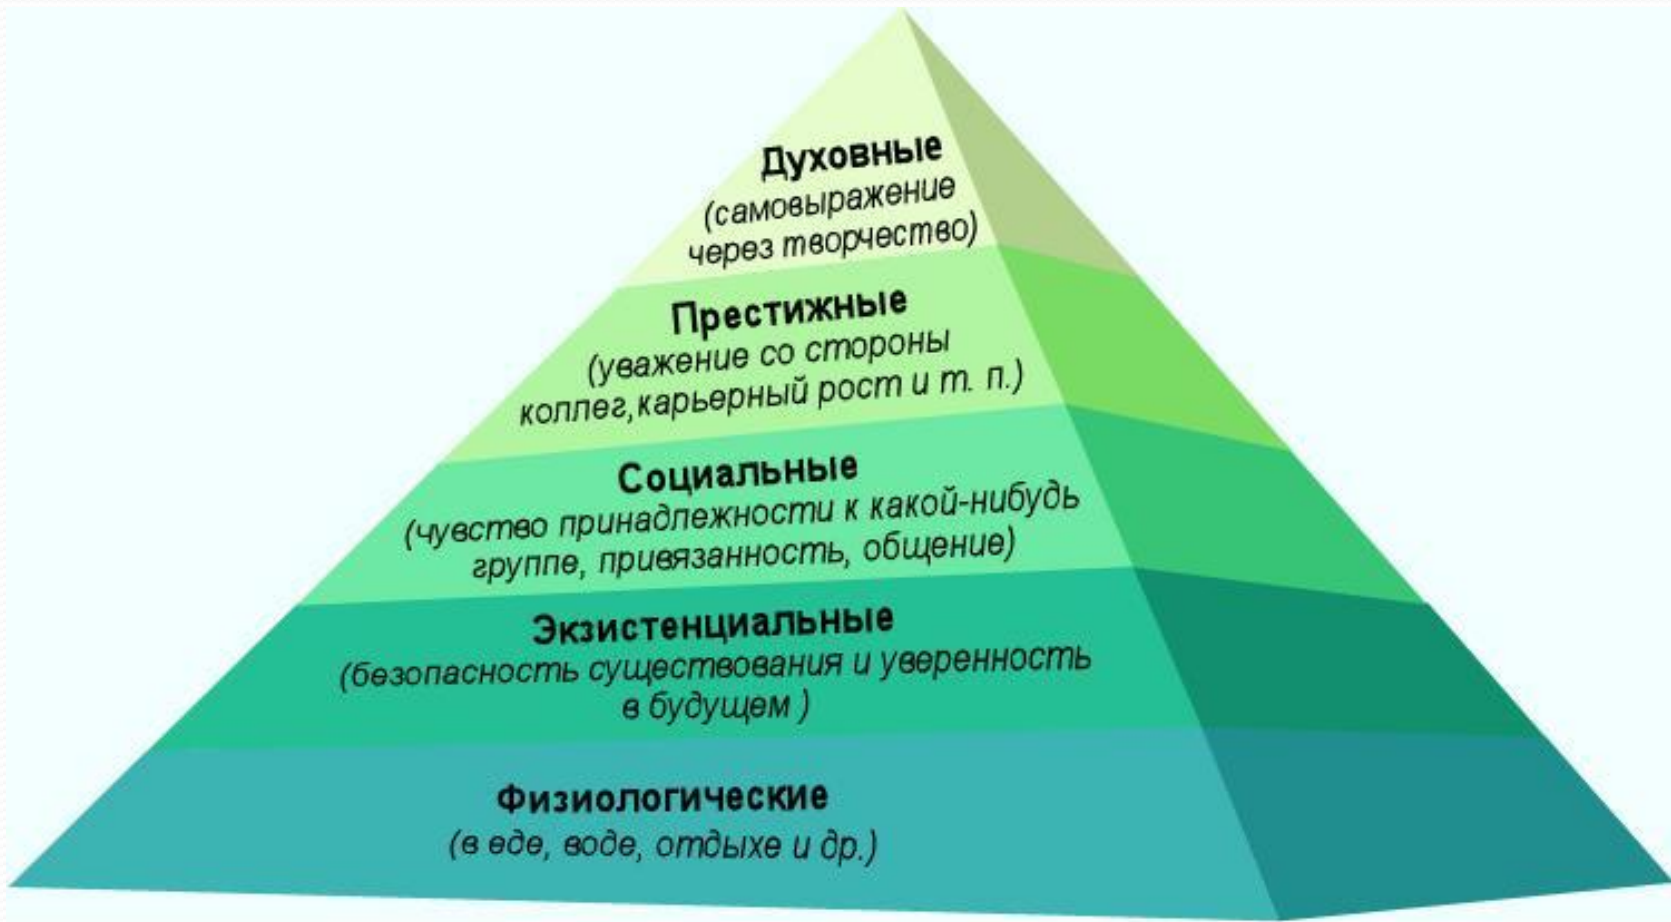 Духовные
(самовыражение
через творчество)
Престижные
(уважение со стороны
коллег,карьерный рост и т. п.)
Социальные
(чувство принадлежности к какой-нибудь
группе, привязанность, общение)
Экзистенциальные
(безопасность существования и уверенность
в будущем )
Физиологические
(в еде, воде, отдыхе и др.)